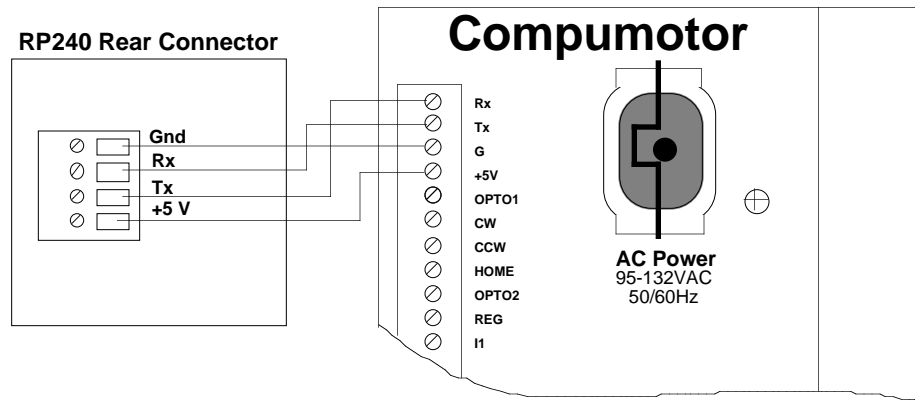 Compumotor
RP240 Rear Connector
Gnd
Rx
Tx
+5 V
Rx
Tx
G
+5V
OPTO1
CW
CCW
HOME
OPTO2
REG
I1
AC Power
95-132VAC
50/60Hz